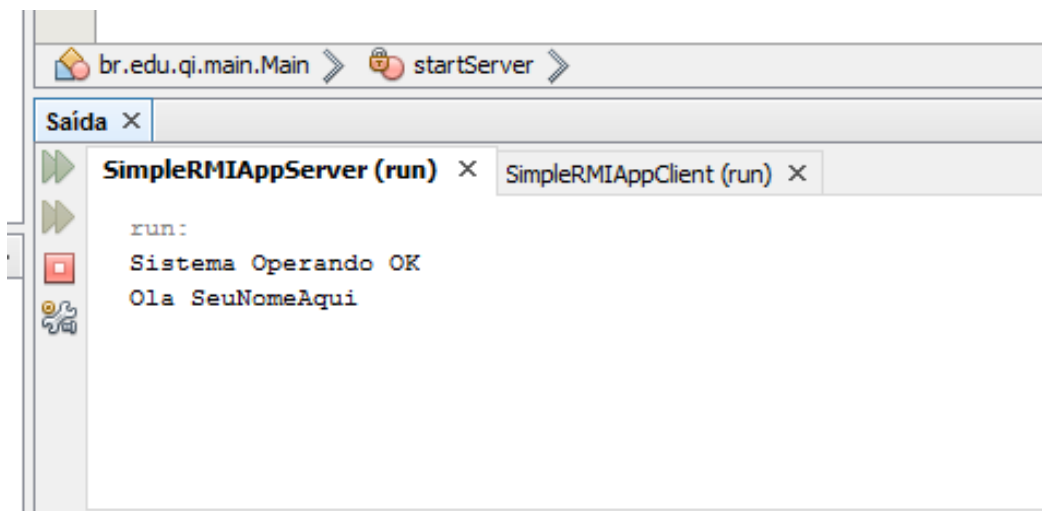 br.edu.qi.main.Main startServer
Saída
SimpleRMIAppServer (run) SimpleRMIAppClient (run)
run:
Sistema Operando OK
Ola SeuNomeAqui